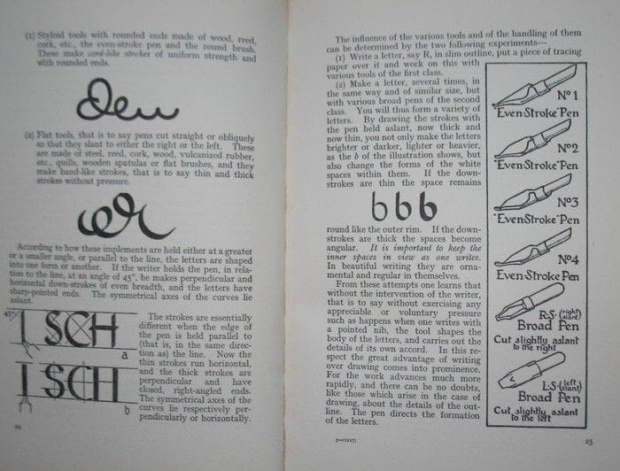 (1) Styloid tools with rounded ends made of wood, reed,
cork, etc., the even-stroke pen and the round brush.
These make cord-like strokes of uniform strength and
with rounded ends.
(2) Flat tools, that is to say pens cut straight or obliquely
so that they slant to either the right or the left. These
are made of steel, reed, cork, wood, vulcanized rubber,
etc., quills, wooden spatulas or flat brushes, and they
make band-like strokes, that is to say thin and thick
strokes without pressure.
According to how these implements are held either at a greater
or a smaller angle, or parallel to the line, the letters are shaped
into one form or another. If the writer holds the pen, in rela-
tion to the line, at an angle of 45°, he makes perpendicular and
horizontal down-strokes of even breadth, and the letters have
sharp-pointed ends. The symmetrical axes of the curves lie
aslant.
45°
I SCH
a
I SCH
b
The strokes are essentially
different when the edge of
the pen is held parallel to
(that is, in the same direc-
tion as) the line. Now the
thin strokes run horizontal,
and the thick strokes are
perpendicular and have
closed, right-angled ends.
The symmetrical axes of the
curves lie respectively per-
pendicularly or horizontally.
24
The influence of the various tools and of the handling of them
can be determined by the two following experiments—
(1) Write a letter, say R, in slim outline, put a piece of tracing
paper over it and work on this with
various tools of the first class.
(2) Make a letter, several times, in
the same way and of similar size, but
with various broad pens of the second
class. You will thus form a variety of
letters. By drawing the strokes with
the pen held aslant, now thick and
now thin, you not only make the letters
brighter or darker, lighter or heavier,
as the b of the illustration shows, but
also change the forms of the white
spaces within them. If the down-
strokes are thin the space remains
bbb
round like the outer rim. If the down-
strokes are thick the spaces become
angular. It is important to keep the
inner spaces in view as one writes.
In beautiful writing they are orna-
mental and regular in themselves.
From these attempts one learns that
without the intervention of the writer,
that is to say without exercising any
appreciable or voluntary pressure
such as happens when one writes with
a pointed nib, the tool shapes the
body of the letters, and carries out the
details of its own accord. In this re-
spect the great advantage of writing
over drawing comes into prominence.
For the work advances much more
rapidly, and there can be no doubts,
like those which arise in the case of
drawing, about the details of the out-
line. The pen directs the formation
of the letters.
Nº1
"Even-Stroke" Pen
Nº2
"Even-Stroke" Pen
Nº3
"Even-Stroke" Pen
Nº4
Even-Stroke Pen
R.S. (right slant)
Broad Pen
Cut slightly aslant
to the right
L.S. (left slant)
Broad Pen
Cut slightly aslant
to the left
25